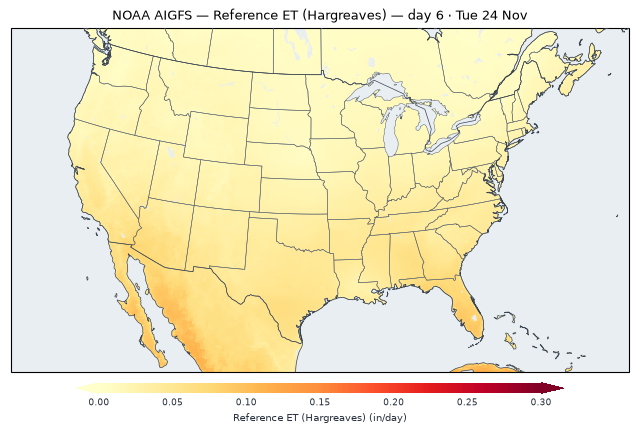 NOAA AIGFS — Reference ET (Hargreaves) — day 6 · Tue 24 Nov
0.00 0.05 0.10 0.15 0.20 0.25 0.30
Reference ET (Hargreaves) (in/day)